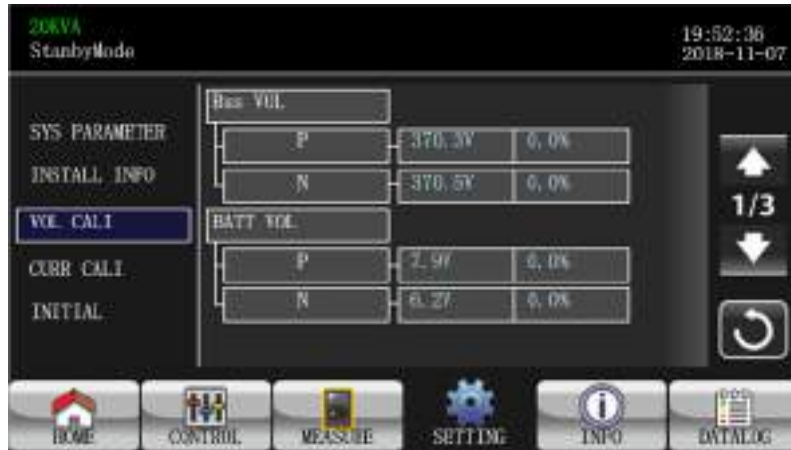 20KVA
StanbyMode
19:52:36
2018-11-07
SYS PARAMETER
INSTALL INFO
VOL CALI
CURR CALI
INITIAL
Bus VOL
P 370.3V 0.0%
N 370.5V 0.0%
BATT VOL
P 7.9V 0.0%
N 6.2V 0.0%
1/3
HOME CONTROL MEASURE SETTING INFO DATALOG